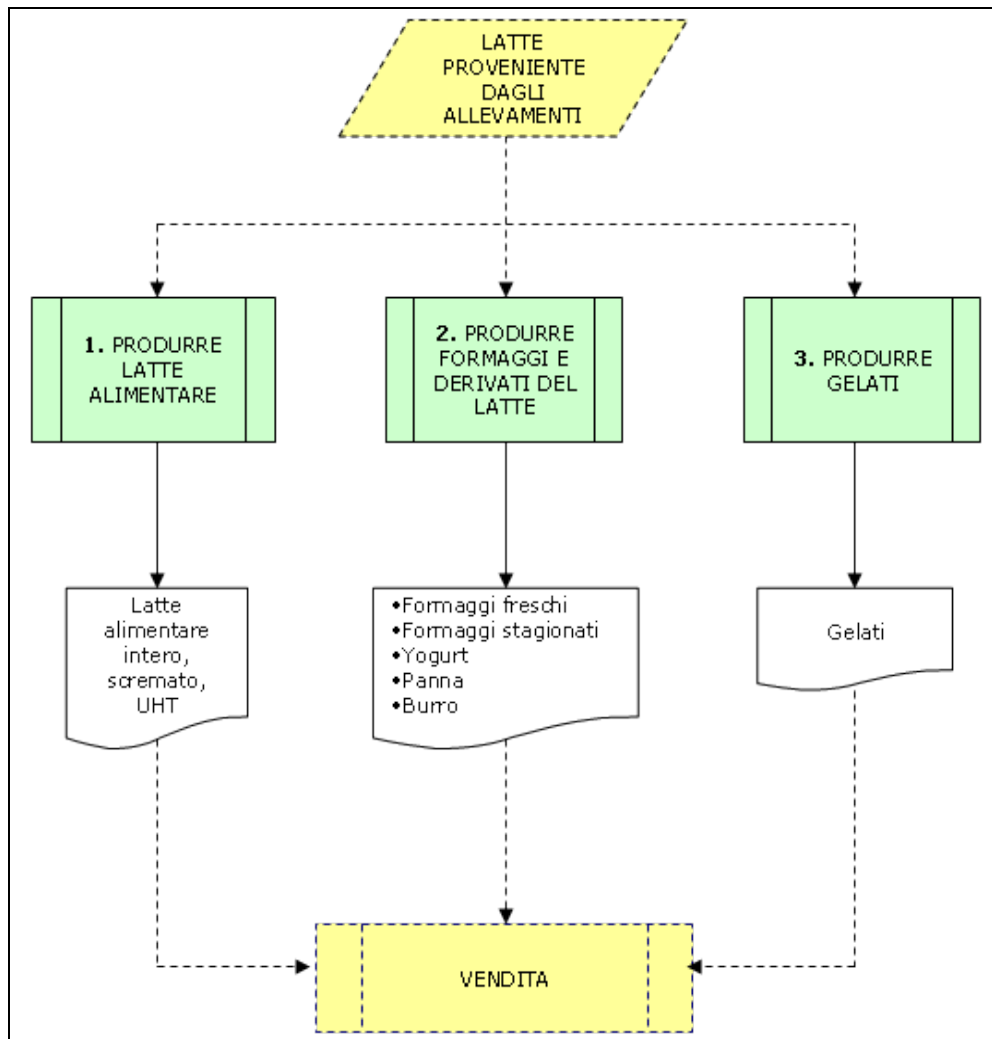 LATTE
PROVENIENTE
DAGLI
ALLEVAMENTI
1. PRODURRE
LATTE
ALIMENTARE
2. PRODURRE
FORMAGGI E
DERIVATI DEL
LATTE
3. PRODURRE
GELATI
Latte
alimentare
intero,
scremato,
UHT
•Formaggi freschi
•Formaggi stagionati
•Yogurt
•Panna
•Burro
Gelati
VENDITA